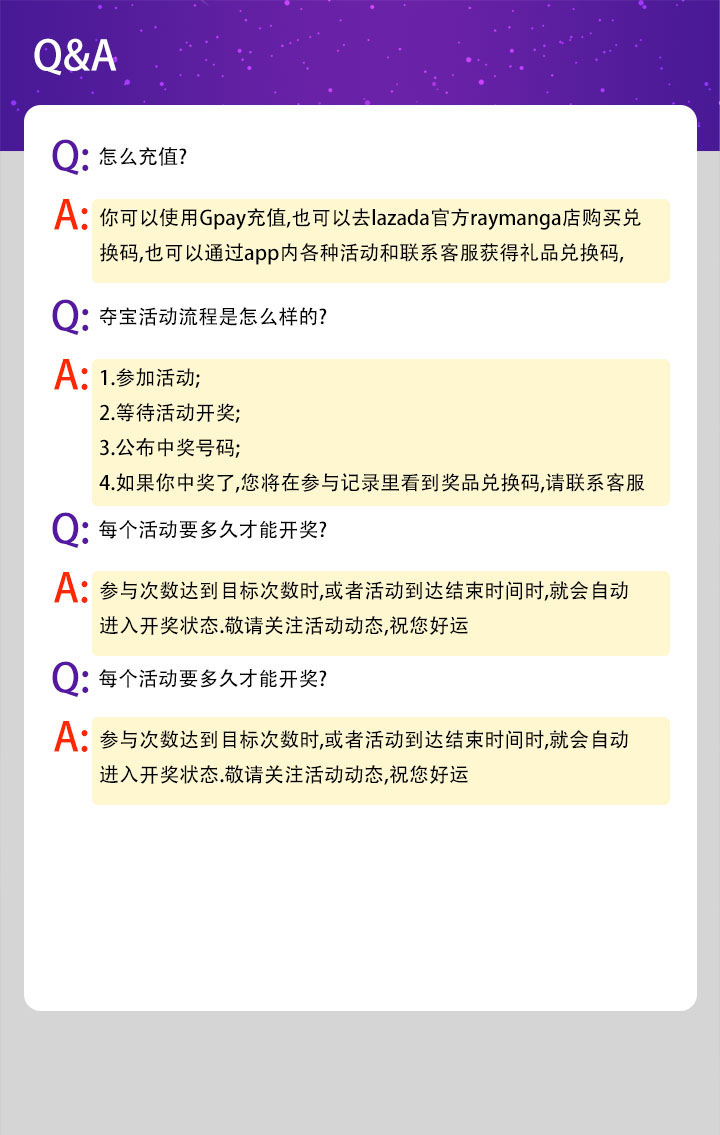 Q&A
Q: 怎么充值?
A: 你可以使用Gpay充值,也可以去lazada官方raymanga店购买兑
换码,也可以通过app内各种活动和联系客服获得礼品兑换码,
Q: 夺宝活动流程是怎么样的?
A: 1.参加活动;
2.等待活动开奖;
3.公布中奖号码;
4.如果你中奖了,您将在参与记录里看到奖品兑换码,请联系客服
Q: 每个活动要多久才能开奖?
A: 参与次数达到目标次数时,或者活动到达结束时间时,就会自动
进入开奖状态.敬请关注活动动态,祝您好运
Q: 每个活动要多久才能开奖?
A: 参与次数达到目标次数时,或者活动到达结束时间时,就会自动
进入开奖状态.敬请关注活动动态,祝您好运